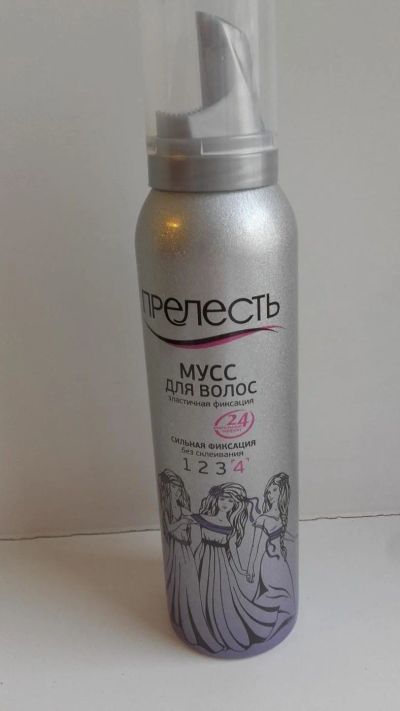 ПРЕЛЕСТЬ
МУСС
ДЛЯ ВОЛОС
эластичная фиксация
24
СИЛЬНАЯ ФИКСАЦИЯ
без склеивания
1 2 3 4